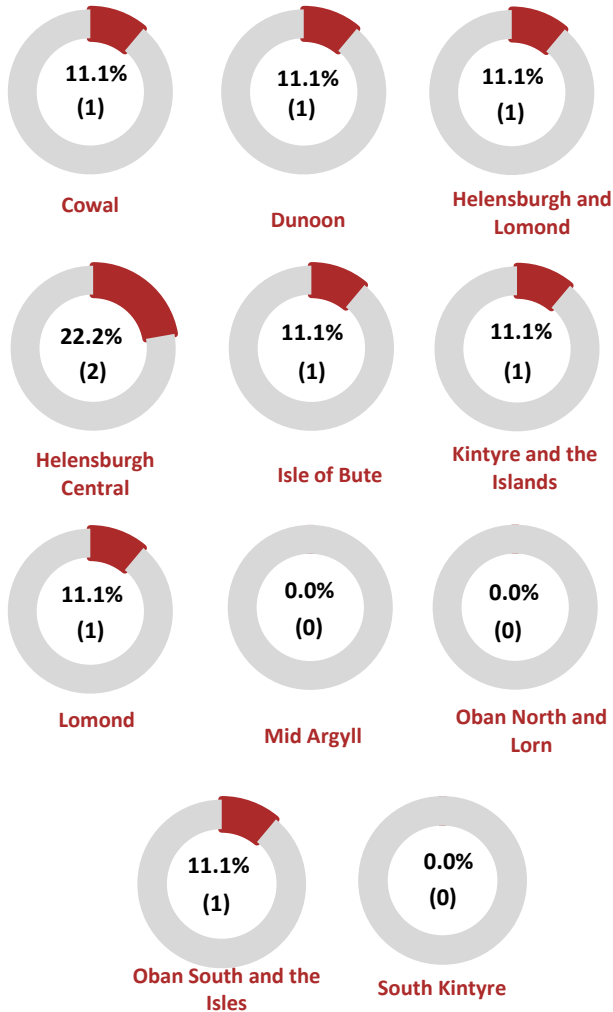 11.1%
(1)
Cowal
11.1%
(1)
Dunoon
11.1%
(1)
Helensburgh and
Lomond
22.2%
(2)
Helensburgh
Central
11.1%
(1)
Isle of Bute
11.1%
(1)
Kintyre and the
Islands
11.1%
(1)
Lomond
0.0%
(0)
Mid Argyll
0.0%
(0)
Oban North and
Lorn
11.1%
(1)
Oban South and the
Isles
0.0%
(0)
South Kintyre